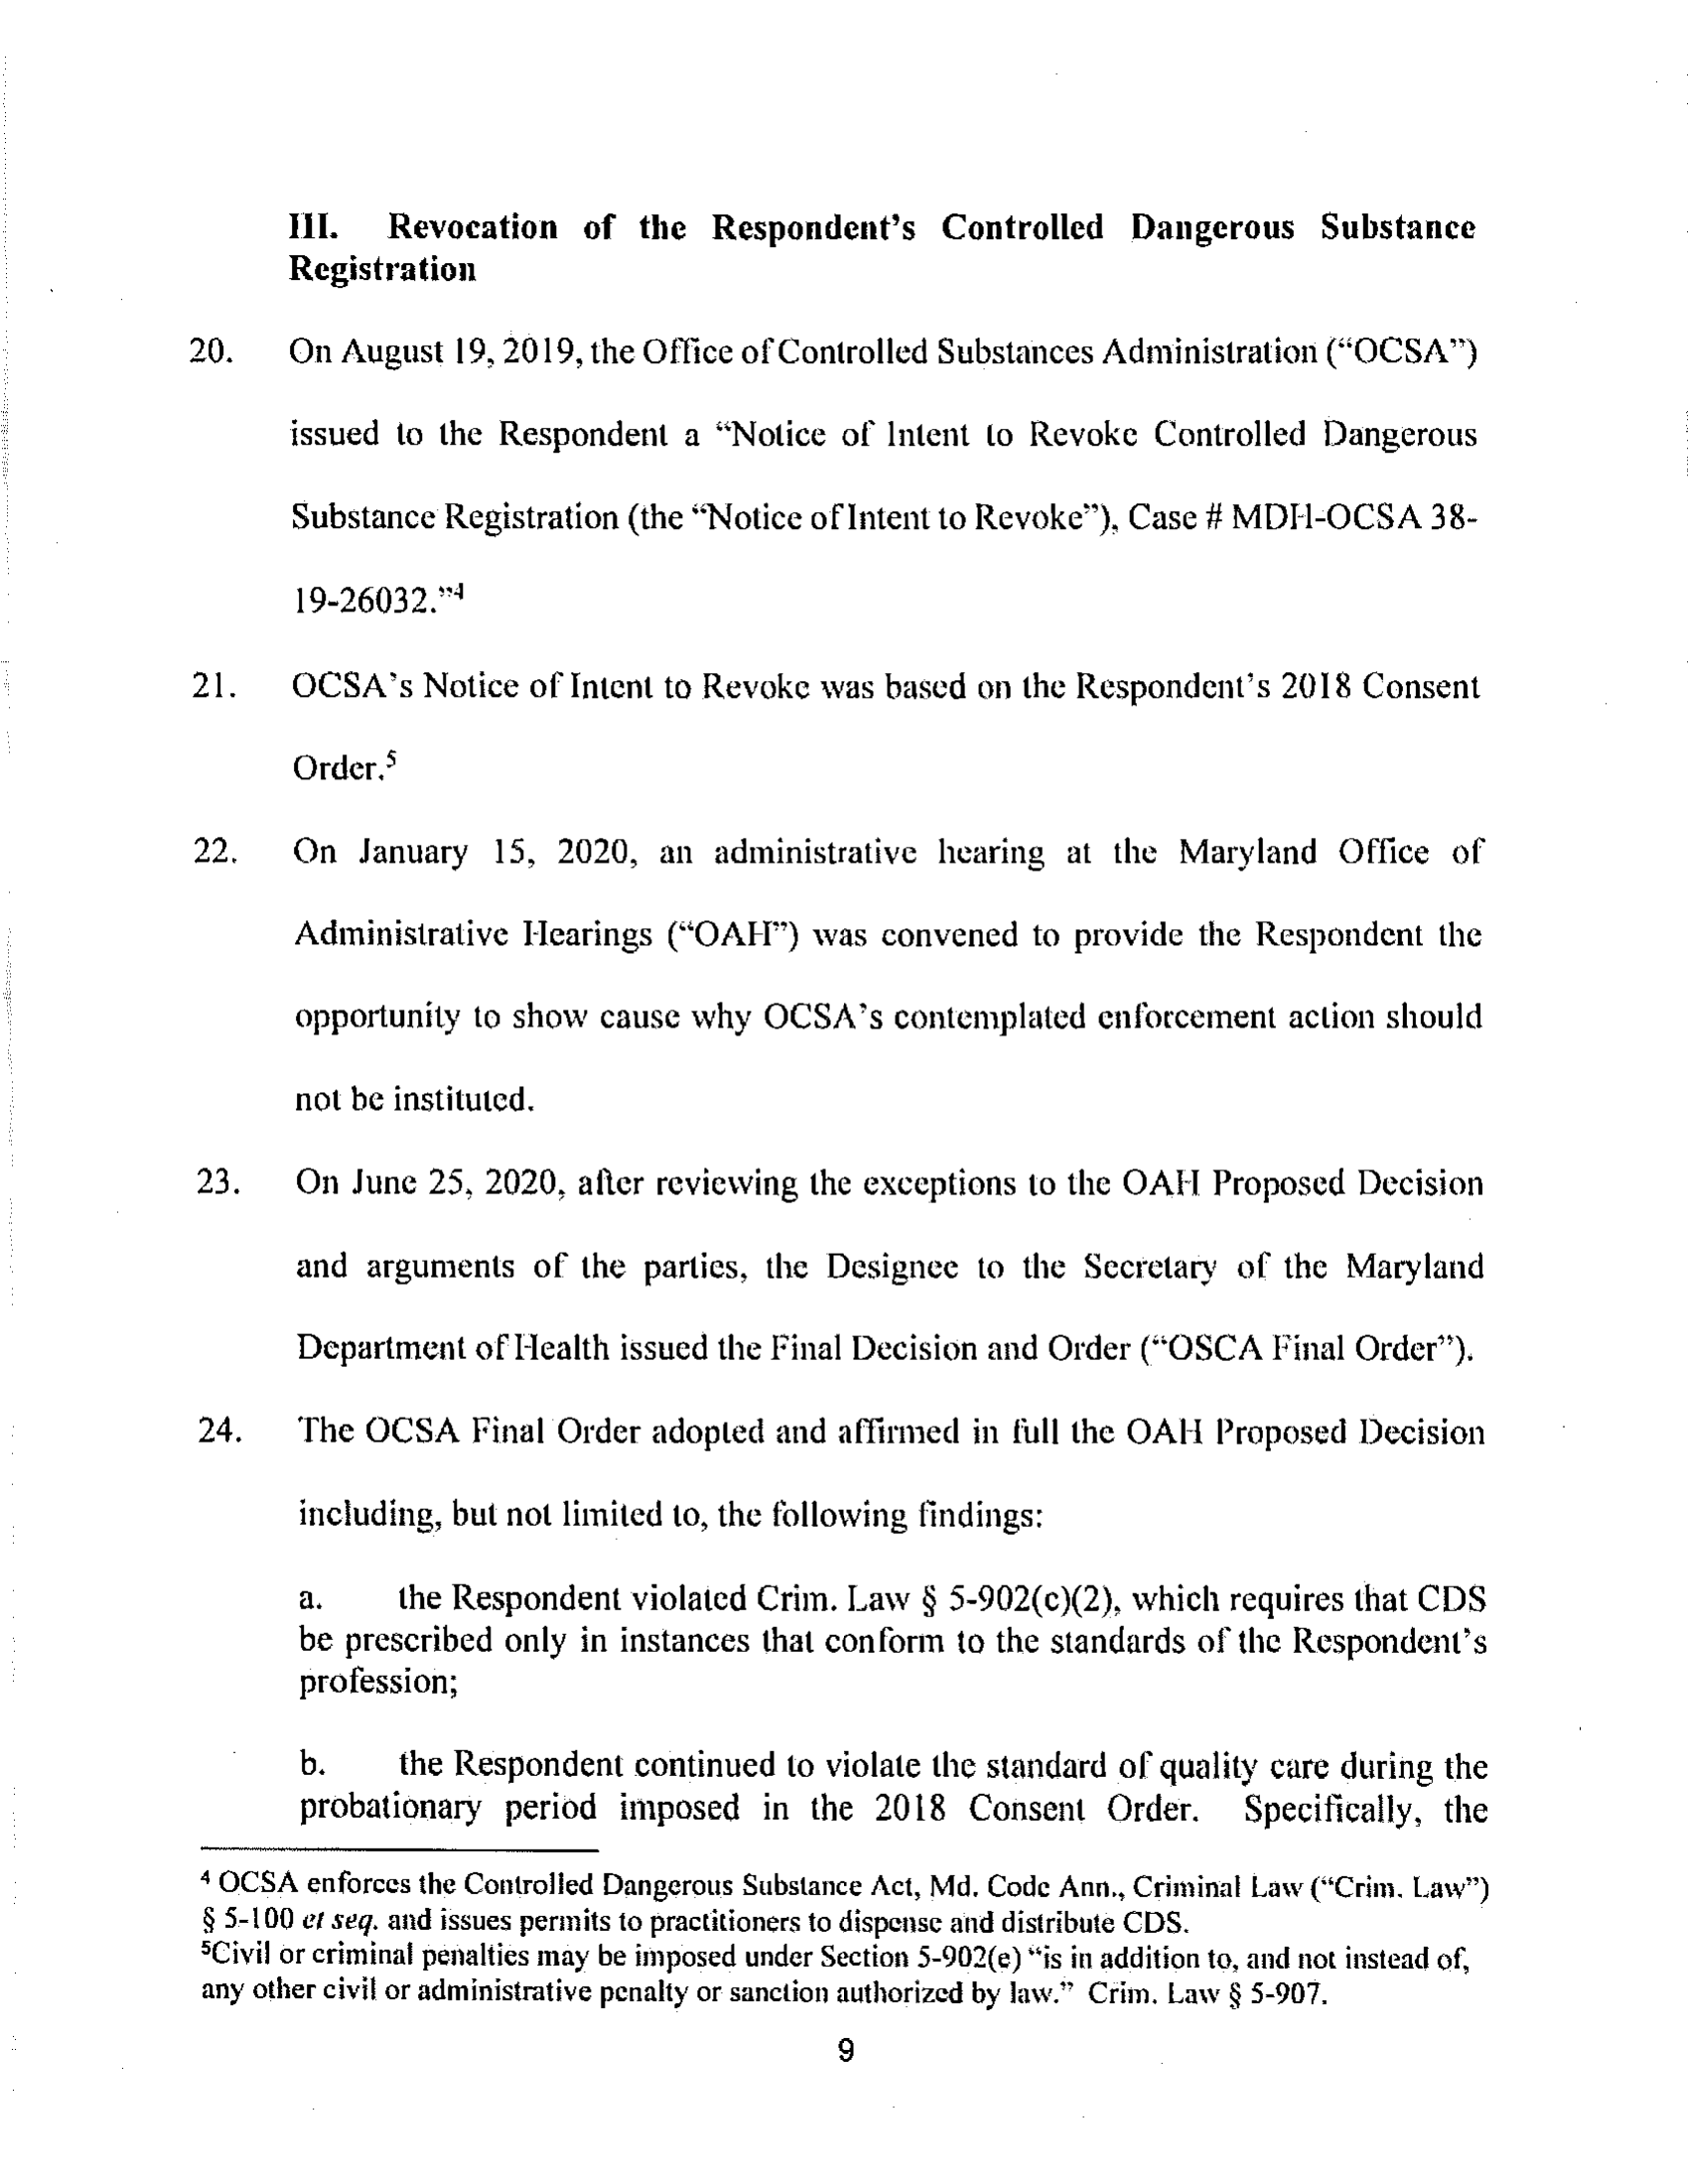 III. Revocation of the Respondent's Controlled Dangerous Substance
Registration
20. On August 19, 2019, the Office of Controlled Substances Administration (“OCSA”)
issued to the Respondent a “Notice of Intent to Revoke Controlled Dangerous
Substance Registration (the “Notice of Intent to Revoke”), Case # MDH-OCSA 38-
19-26032.”4
21. OCSA's Notice of Intent to Revoke was based on the Respondent's 2018 Consent
Order.5
22. On January 15, 2020, an administrative hearing at the Maryland Office of
Administrative Hearings (“OAH”) was convened to provide the Respondent the
opportunity to show cause why OCSA's contemplated enforcement action should
not be instituted.
23. On June 25, 2020, after reviewing the exceptions to the OAH Proposed Decision
and arguments of the parties, the Designee to the Secretary of the Maryland
Department of Health issued the Final Decision and Order (“OSCA Final Order”).
24. The OCSA Final Order adopted and affirmed in full the OAH Proposed Decision
including, but not limited to, the following findings:
a. the Respondent violated Crim. Law § 5-902(c)(2), which requires that CDS
be prescribed only in instances that conform to the standards of the Respondent's
profession;
b. the Respondent continued to violate the standard of quality care during the
probationary period imposed in the 2018 Consent Order. Specifically, the
4 OCSA enforces the Controlled Dangerous Substance Act, Md. Code Ann., Criminal Law (“Crim. Law”)
§ 5-100 et seq. and issues permits to practitioners to dispense and distribute CDS.
5Civil or criminal penalties may be imposed under Section 5-902(e) “is in addition to, and not instead of,
any other civil or administrative penalty or sanction authorized by law.” Crim. Law § 5-907.
9